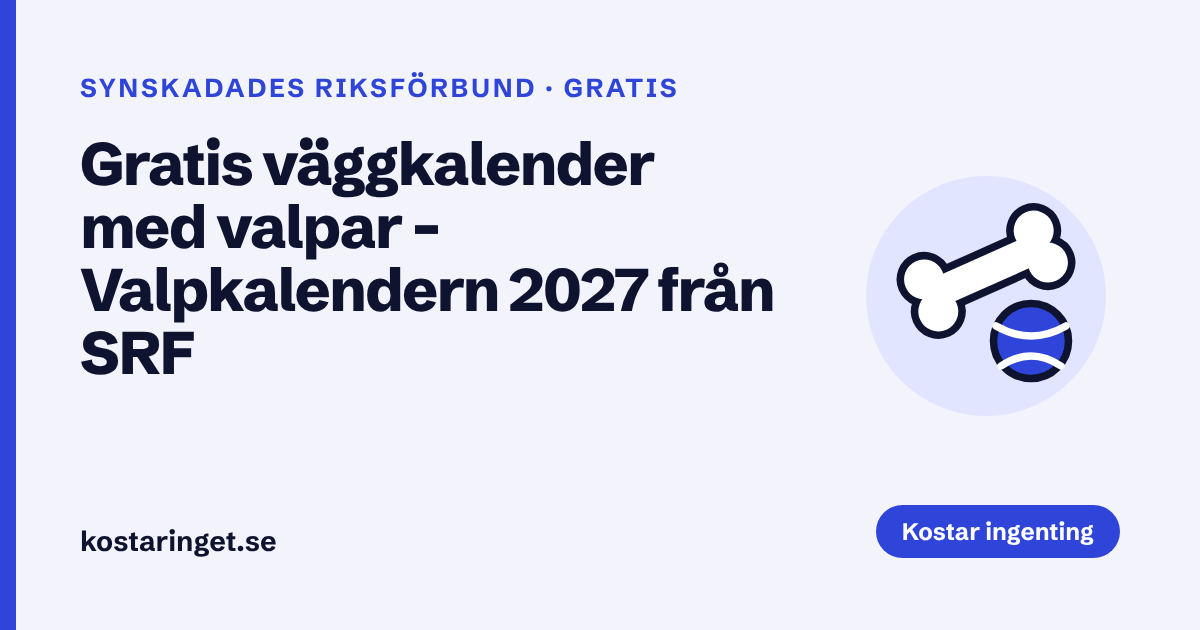 SYNSKADADES RIKSFÖRBUND · GRATIS
Gratis väggkalender
med valpar –
Valpkalendern 2027 från
SRF
kostaringet.se
Kostar ingenting